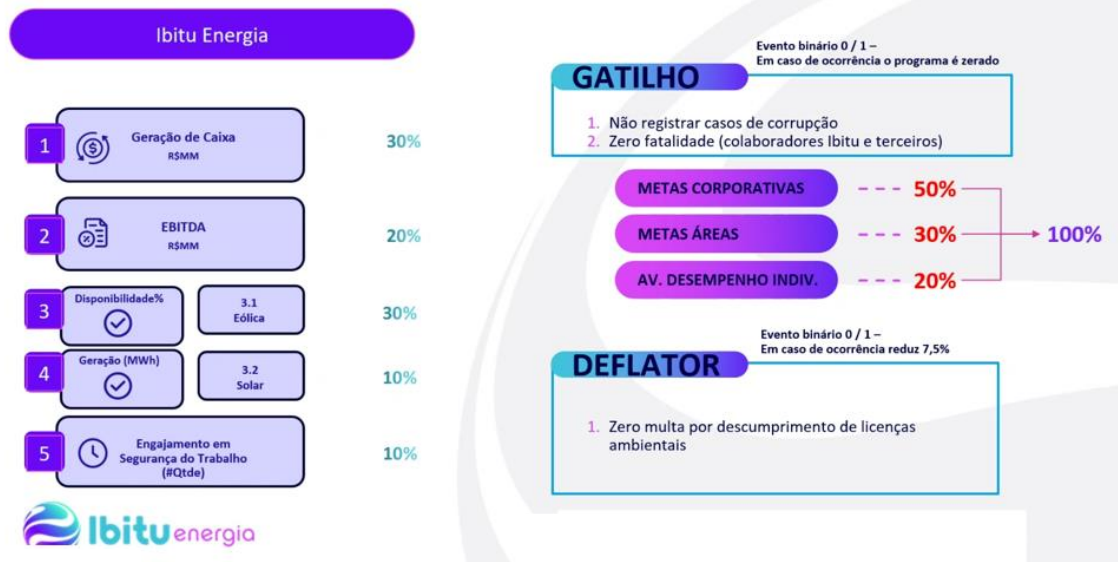 Ibitu Energia
1
Geração de Caixa
R$MM
30%
2
EBITDA
R$MM
20%
3
Disponibilidade%
3.1
Eólica
30%
4
Geração (MWh)
3.2
Solar
10%
5
Engajamento em
Segurança do Trabalho
(#Qtde)
10%
Ibitu energia
Evento binário 0 / 1 –
Em caso de ocorrência o programa é zerado
GATILHO
1. Não registrar casos de corrupção
2. Zero fatalidade (colaboradores Ibitu e terceiros)
METAS CORPORATIVAS --- 50%
METAS ÁREAS --- 30%
100%
AV. DESEMPENHO INDIV. --- 20%
Evento binário 0 / 1 –
Em caso de ocorrência reduz 7,5%
DEFLATOR
1. Zero multa por descumprimento de licenças
ambientais